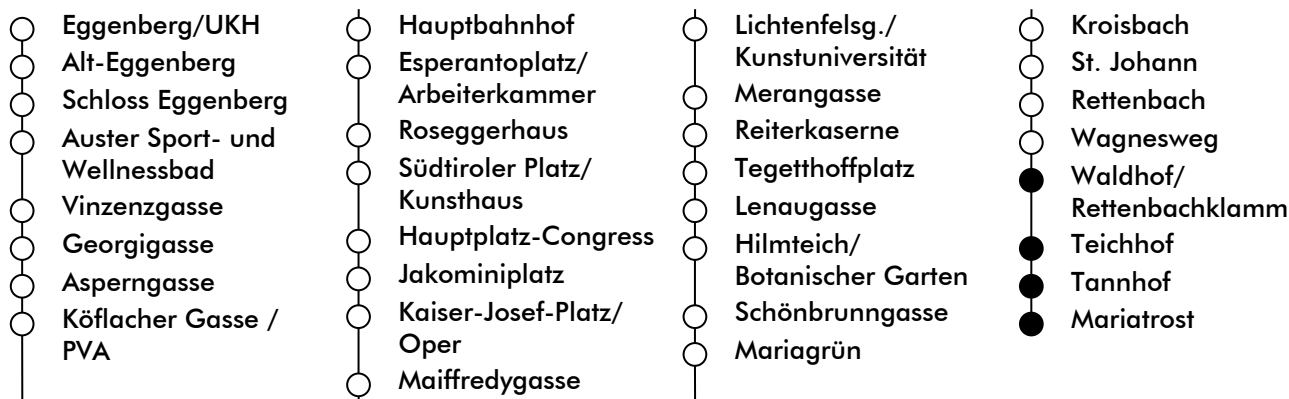 Eggenberg/UKH
Alt-Eggenberg
Schloss Eggenberg
Auster Sport- und
Wellnessbad
Vinzenzgasse
Georgigasse
Asperngasse
Köflacher Gasse /
PVA
Hauptbahnhof
Esperantoplatz/
Arbeiterkammer
Roseggerhaus
Südtiroler Platz/
Kunsthaus
Hauptplatz-Congress
Jakominiplatz
Kaiser-Josef-Platz/
Oper
Maiffredygasse
Lichtenfelsg./
Kunstuniversität
Merangasse
Reiterkaserne
Tegetthoffplatz
Lenaugasse
Hilmteich/
Botanischer Garten
Schönbrunngasse
Mariagrün
Kroisbach
St. Johann
Rettenbach
Wagnesweg
Waldhof/
Rettenbachklamm
Teichhof
Tannhof
Mariatrost